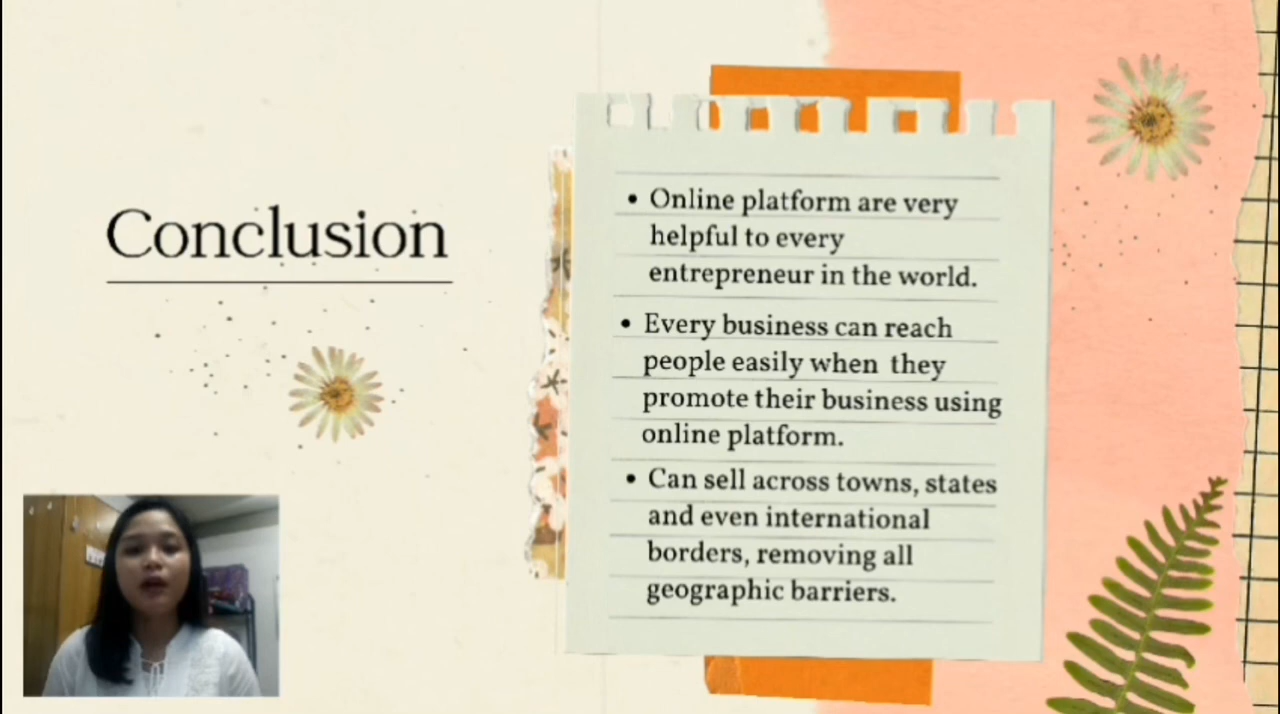 Conclusion
• Online platform are very
helpful to every
entrepreneur in the world.
• Every business can reach
people easily when they
promote their business using
online platform.
• Can sell across towns, states
and even international
borders, removing all
geographic barriers.